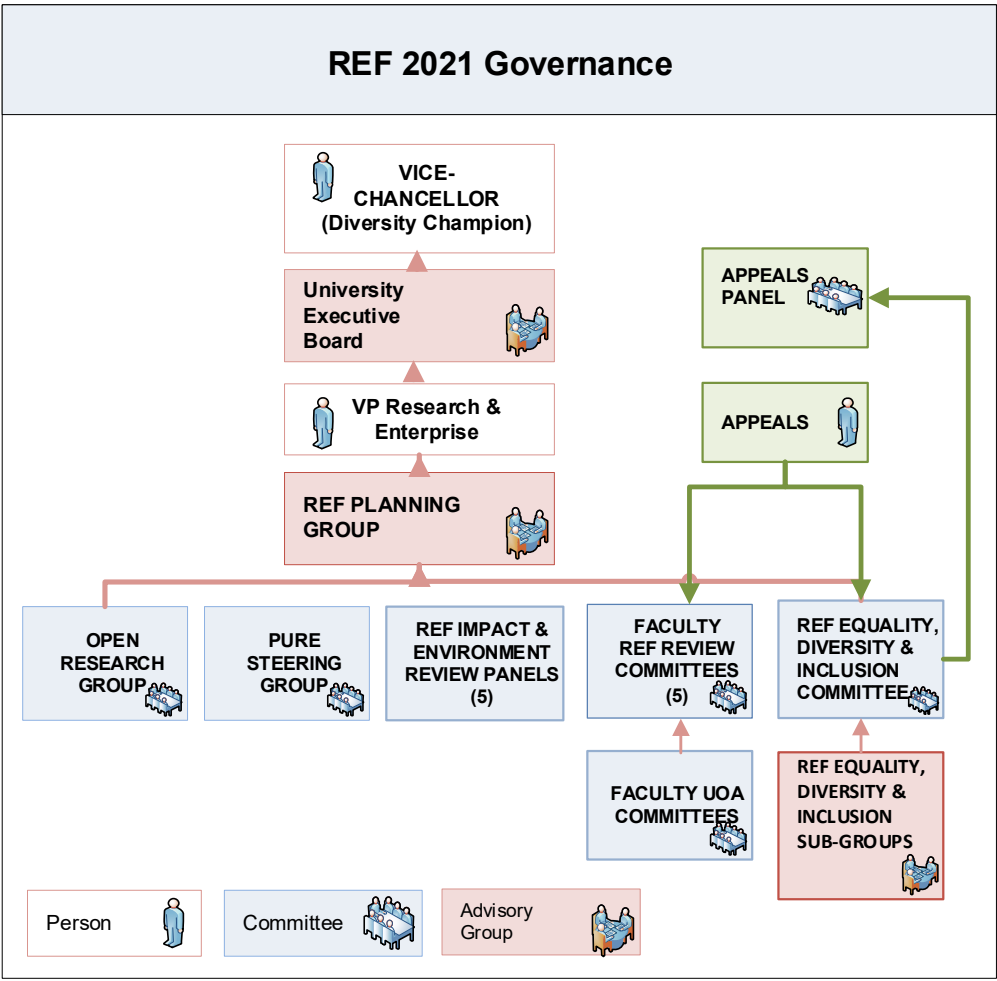 REF 2021 Governance
VICE-
CHANCELLOR
(Diversity Champion)
University
Executive
Board
APPEALS
PANEL
VP Research &
Enterprise
APPEALS
REF PLANNING
GROUP
OPEN
RESEARCH
GROUP
PURE
STEERING
GROUP
REF IMPACT &
ENVIRONMENT
REVIEW PANELS
(5)
FACULTY
REF REVIEW
COMMITTEES
(5)
REF EQUALITY,
DIVERSITY &
INCLUSION
COMMITTEE
FACULTY UOA
COMMITTEES
REF EQUALITY,
DIVERSITY &
INCLUSION
SUB-GROUPS
Person
Committee
Advisory
Group